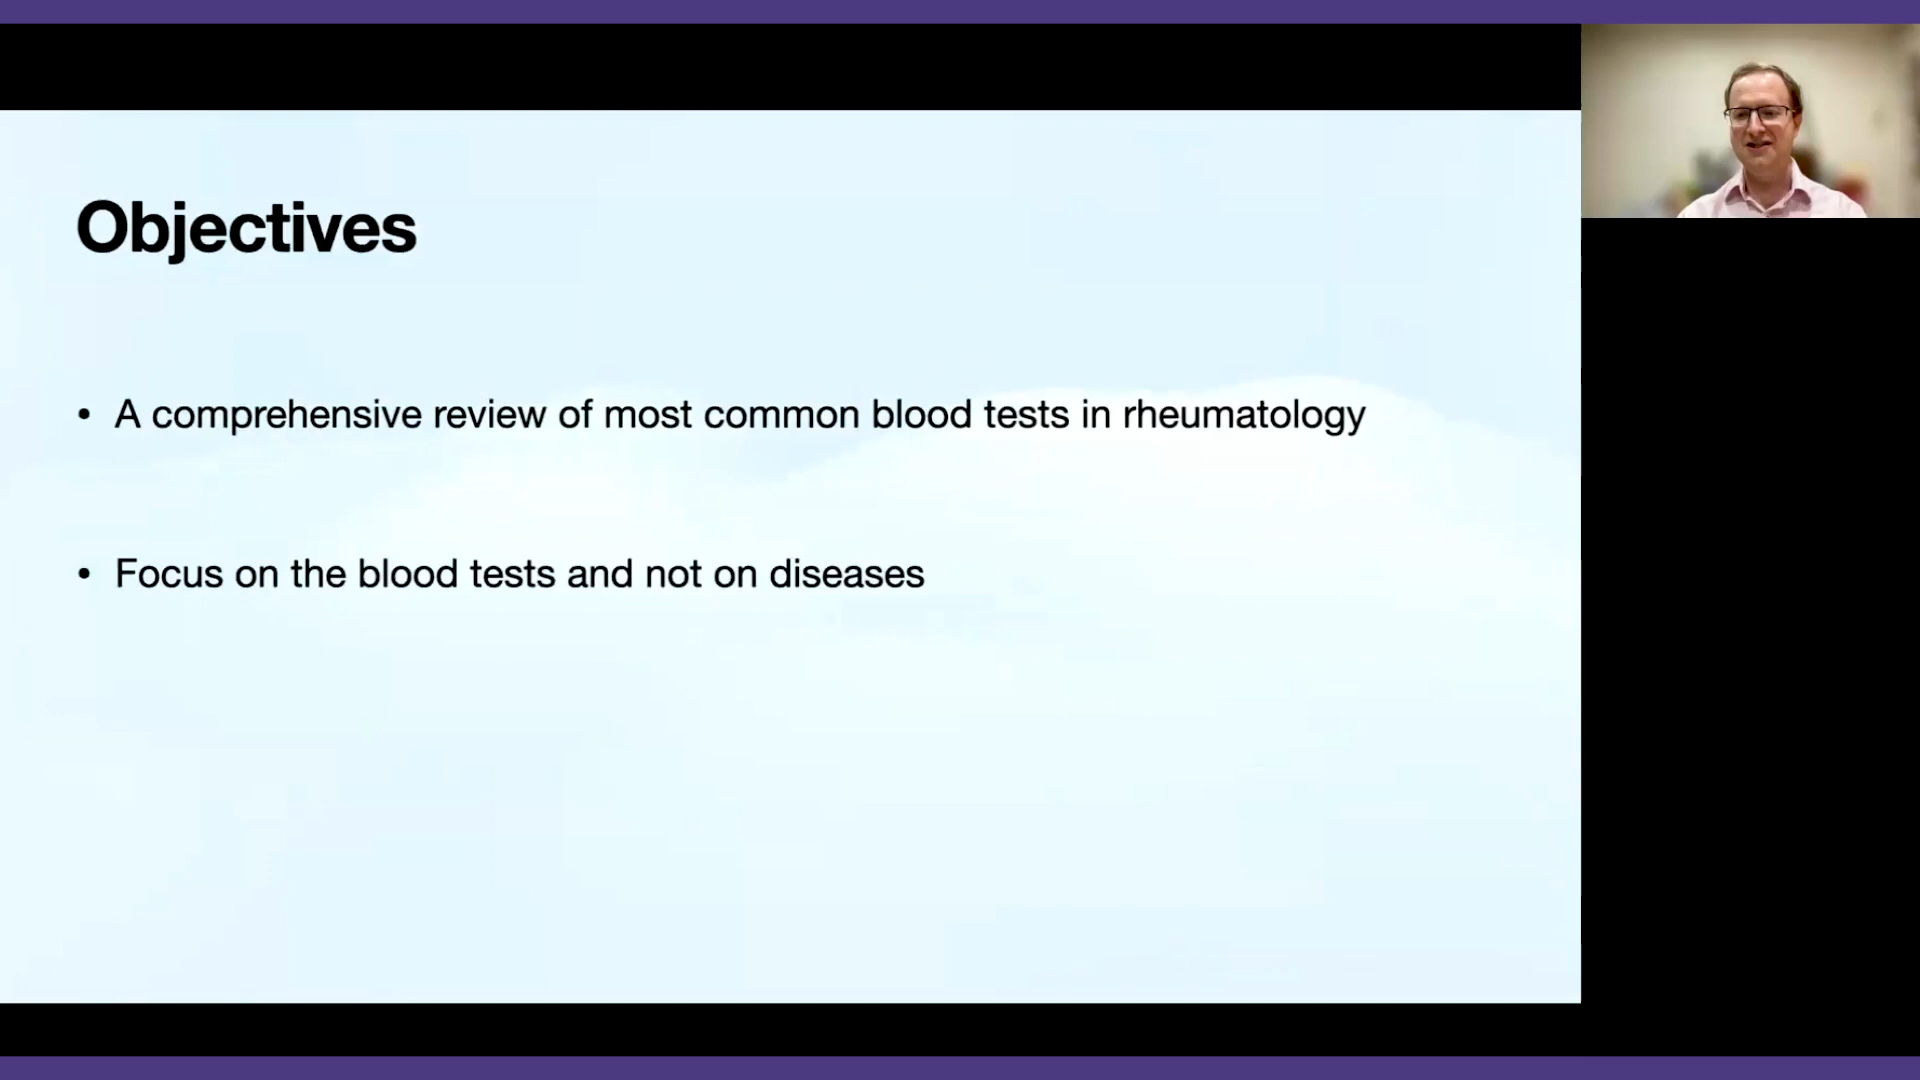 Objectives
• A comprehensive review of most common blood tests in rheumatology
• Focus on the blood tests and not on diseases